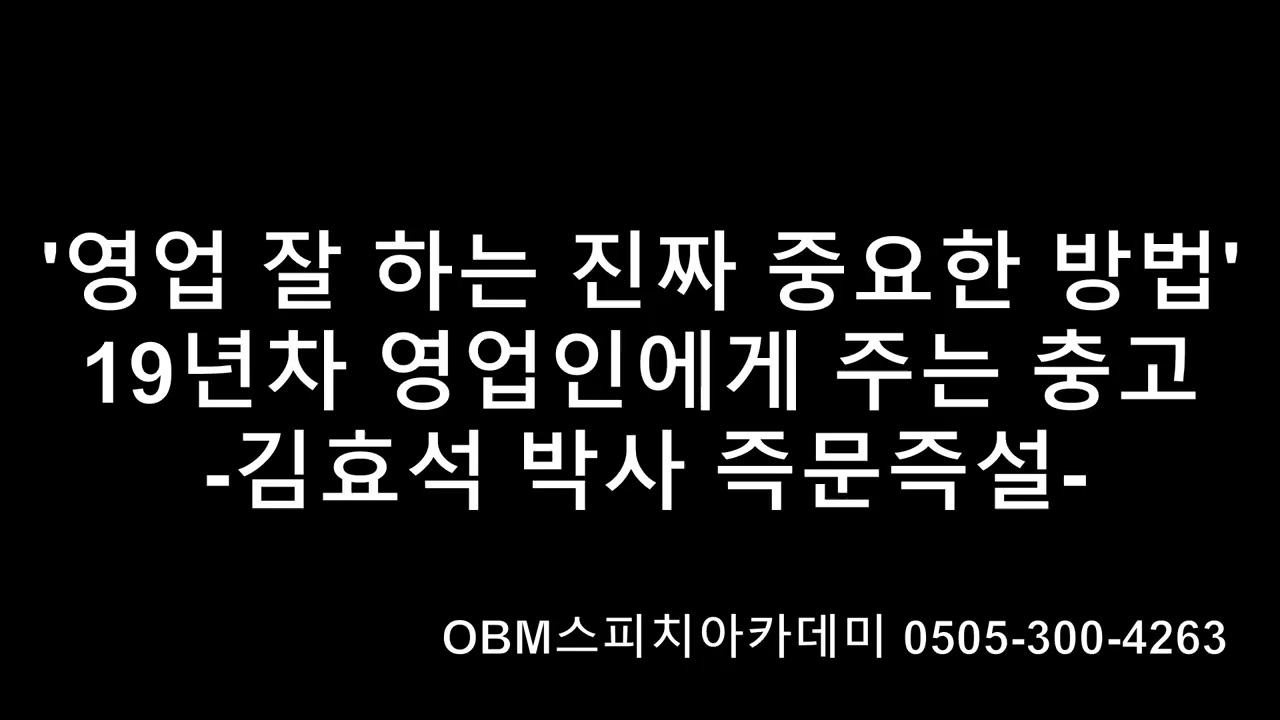 '영업 잘 하는 진짜 중요한 방법'
19년차 영업인에게 주는 충고
-김효석 박사 즉문즉설-
OBM스피치아카데미 0505-300-4263